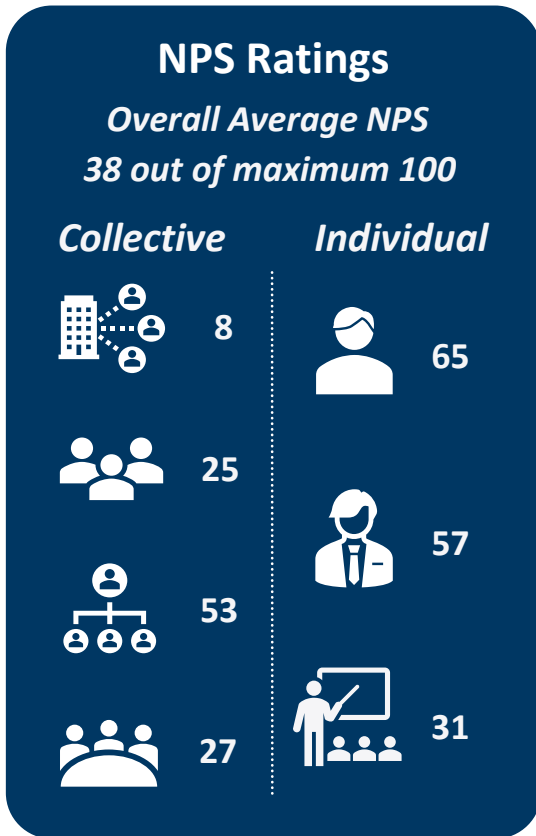 NPS Ratings
Overall Average NPS
38 out of maximum 100
Collective
8
25
53
27
Individual
65
57
31